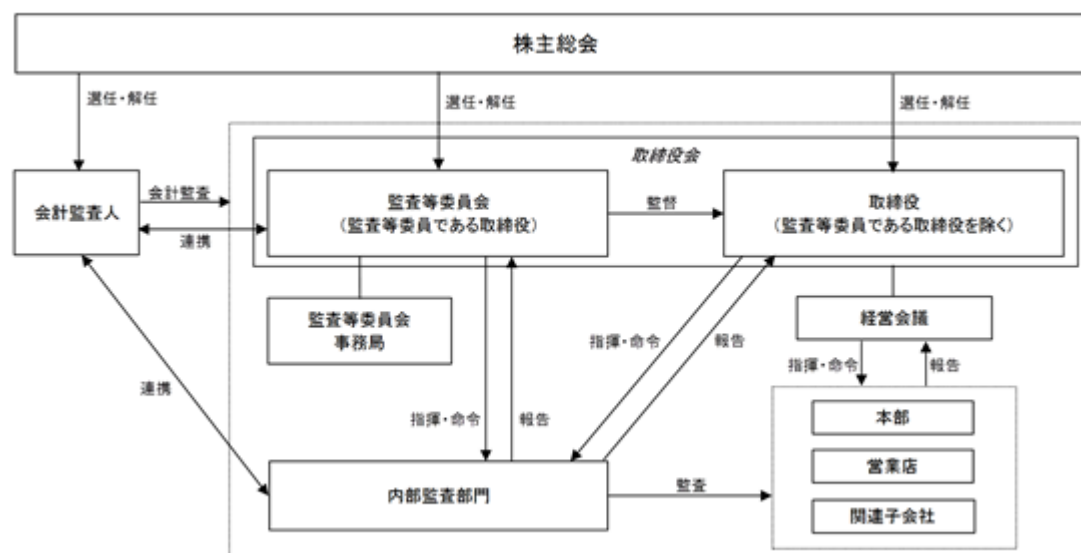 株主総会
選任・解任
選任・解任
選任・解任
取締役会
会計監査人
会計監査
連携
監査等委員会
（監査等委員である取締役）
監督
取締役
（監査等委員である取締役を除く）
監査等委員会
事務局
経営会議
指揮・命令
報告
指揮・命令
報告
連携
指揮・命令
報告
本部
営業店
関連子会社
内部監査部門
監査